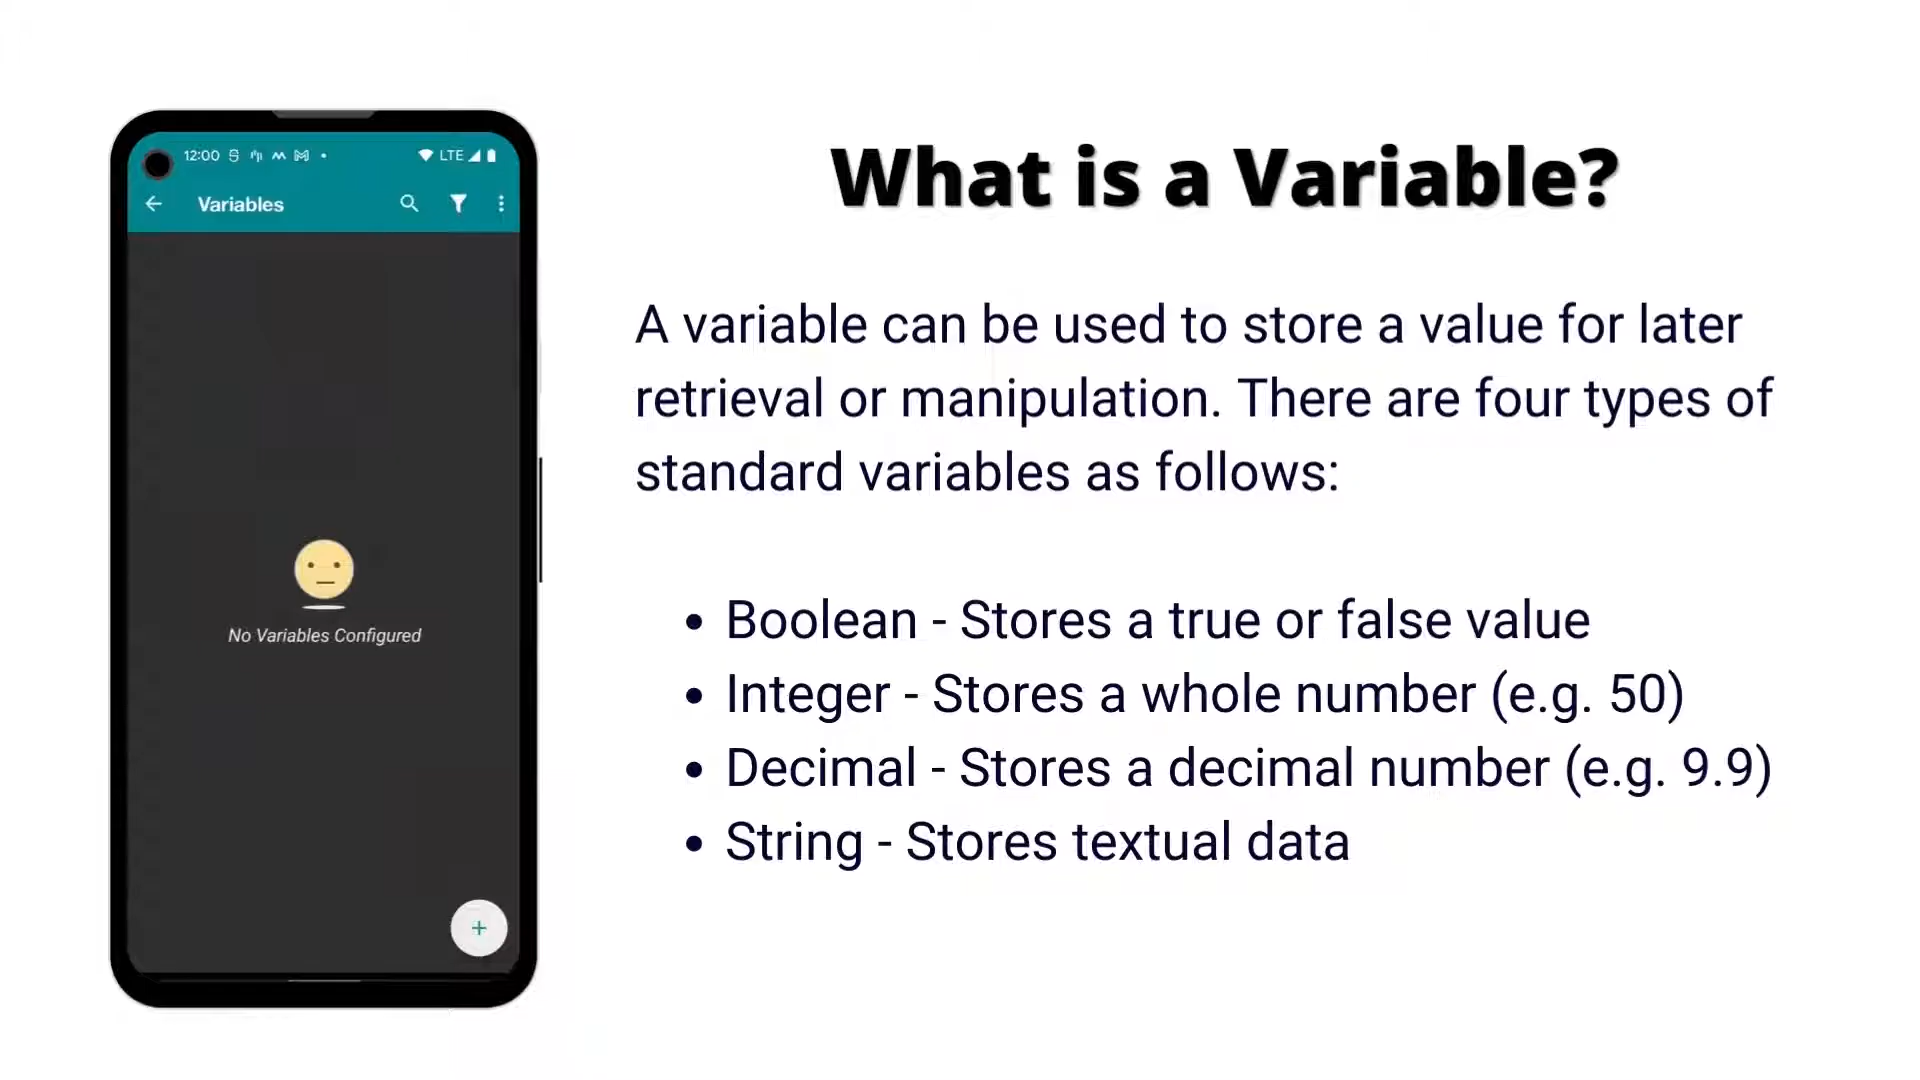 12:00
LTE
Variables
No Variables Configured
What is a Variable?
A variable can be used to store a value for later
retrieval or manipulation. There are four types of
standard variables as follows:
• Boolean - Stores a true or false value
• Integer - Stores a whole number (e.g. 50)
• Decimal - Stores a decimal number (e.g. 9.9)
• String - Stores textual data